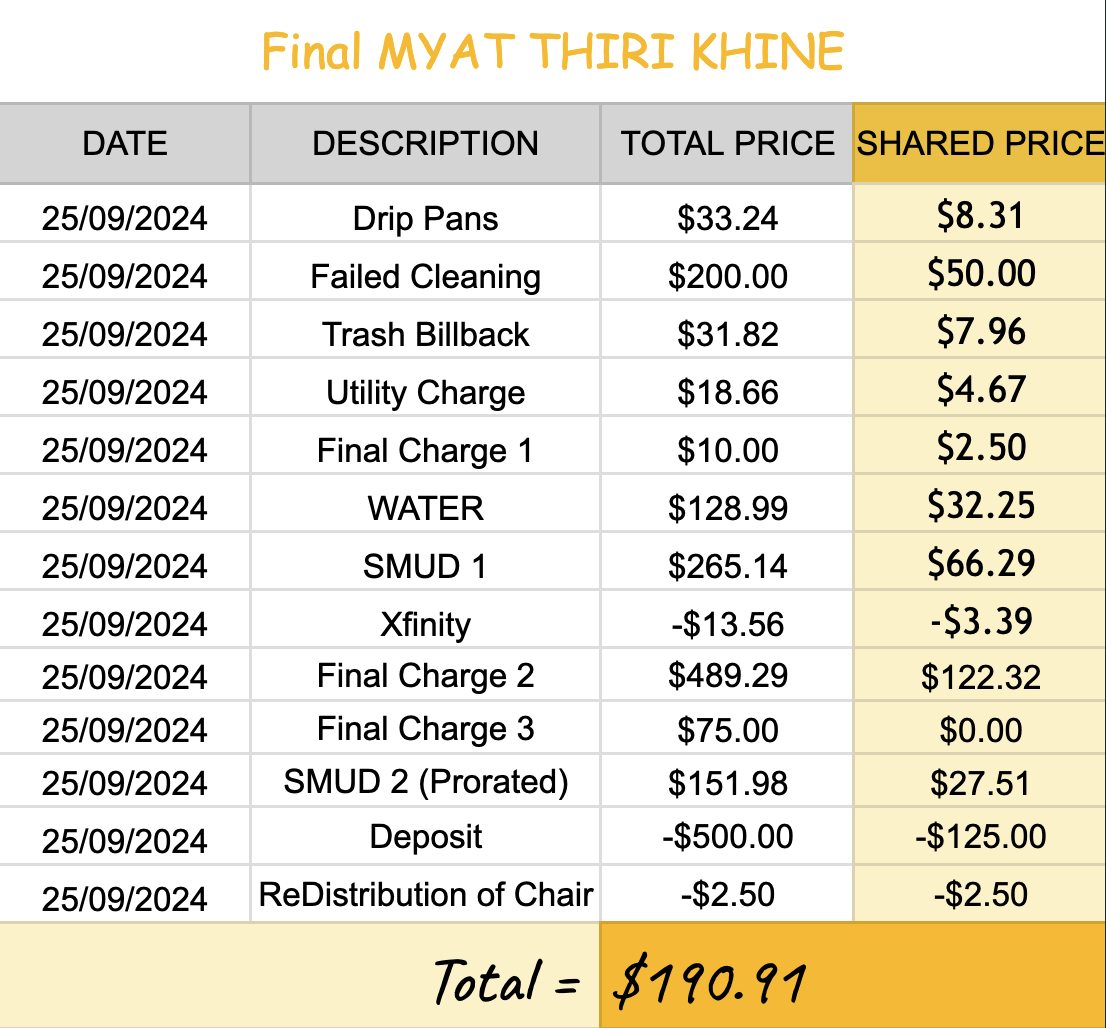 Final MYAT THIRI KHINE
DATE DESCRIPTION TOTAL PRICE SHARED PRICE
25/09/2024 Drip Pans $33.24 $8.31
25/09/2024 Failed Cleaning $200.00 $50.00
25/09/2024 Trash Billback $31.82 $7.96
25/09/2024 Utility Charge $18.66 $4.67
25/09/2024 Final Charge 1 $10.00 $2.50
25/09/2024 WATER $128.99 $32.25
25/09/2024 SMUD 1 $265.14 $66.29
25/09/2024 Xfinity -$13.56 -$3.39
25/09/2024 Final Charge 2 $489.29 $122.32
25/09/2024 Final Charge 3 $75.00 $0.00
25/09/2024 SMUD 2 (Prorated) $151.98 $27.51
25/09/2024 Deposit -$500.00 -$125.00
25/09/2024 ReDistribution of Chair -$2.50 -$2.50
Total = $190.91